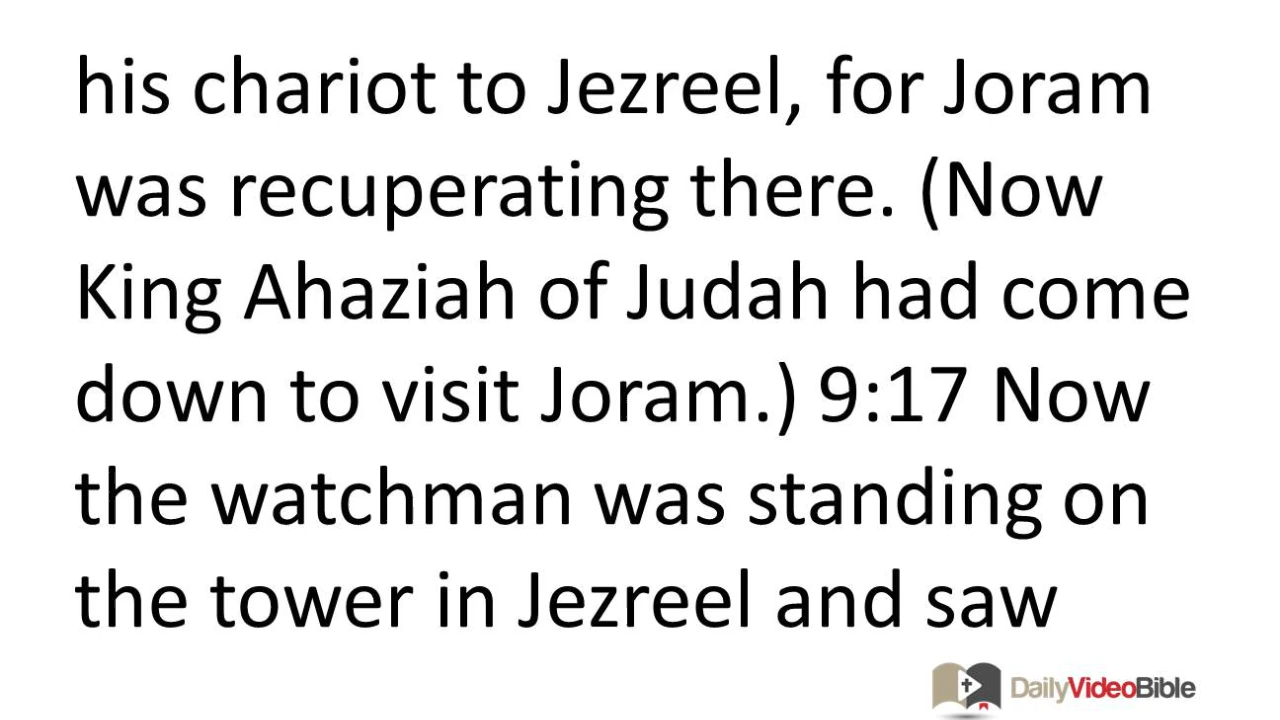 his chariot to Jezreel, for Joram
was recuperating there. (Now
King Ahaziah of Judah had come
down to visit Joram.) 9:17 Now
the watchman was standing on
the tower in Jezreel and saw
DailyVideoBible